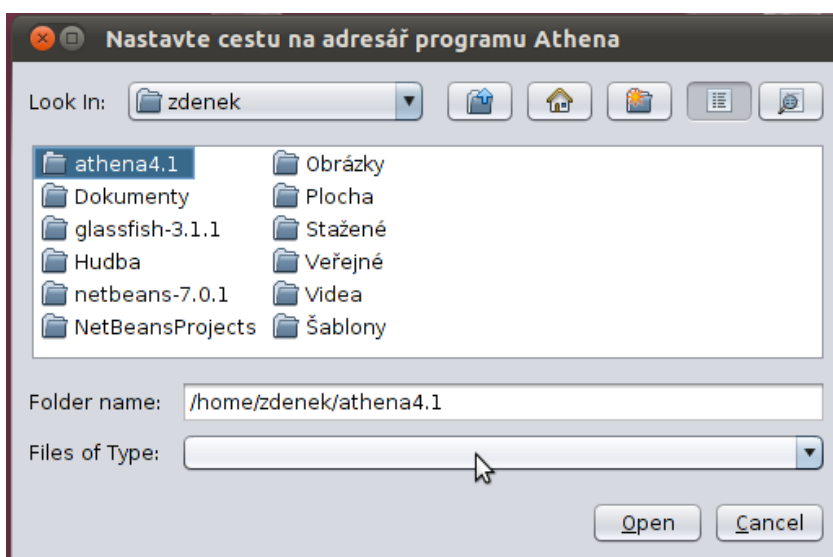 Nastavte cestu na adresář programu Athena
Look In: zdenek
athena4.1 Obrázky
Dokumenty Plocha
glassfish-3.1.1 Stažené
Hudba Veřejné
netbeans-7.0.1 Videa
NetBeansProjects Šablony
Folder name: /home/zdenek/athena4.1
Files of Type:
Open Cancel